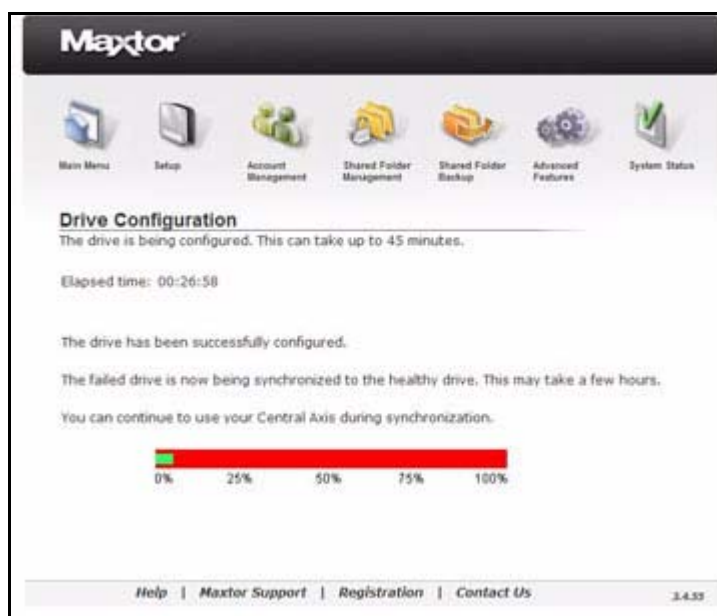 Maxtor
Main Menu
Setup
Account Management
Shared Folder Management
Shared Folder Backup
Advanced Features
System Status
Drive Configuration
The drive is being configured. This can take up to 45 minutes.
Elapsed time: 00:26:58
The drive has been successfully configured.
The failed drive is now being synchronized to the healthy drive. This may take a few hours.
You can continue to use your Central Axis during synchronization.
0% 25% 50% 75% 100%
Help | Maxtor Support | Registration | Contact Us
3.4.55